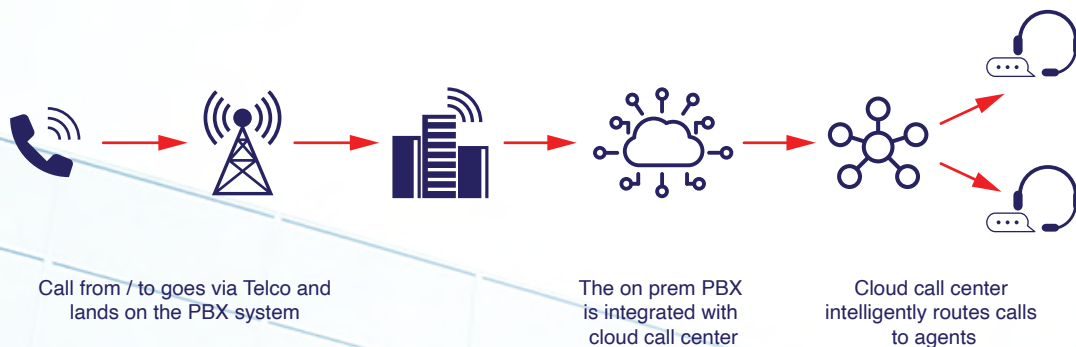 Call from / to goes via Telco and
lands on the PBX system
The on prem PBX
is integrated with
cloud call center
Cloud call center
intelligently routes calls
to agents